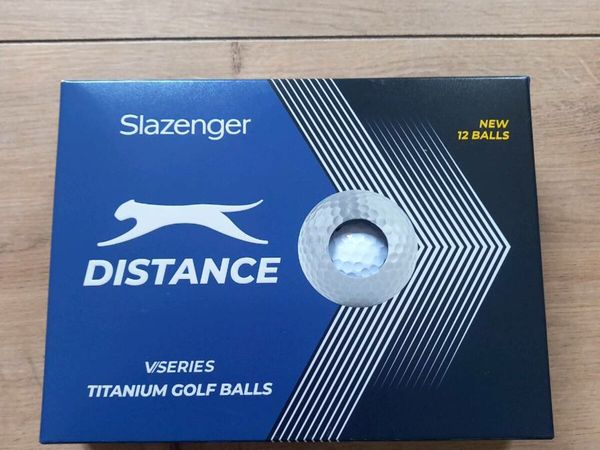 Slazenger
NEW
12 BALLS
DISTANCE
V/SERIES
TITANIUM GOLF BALLS